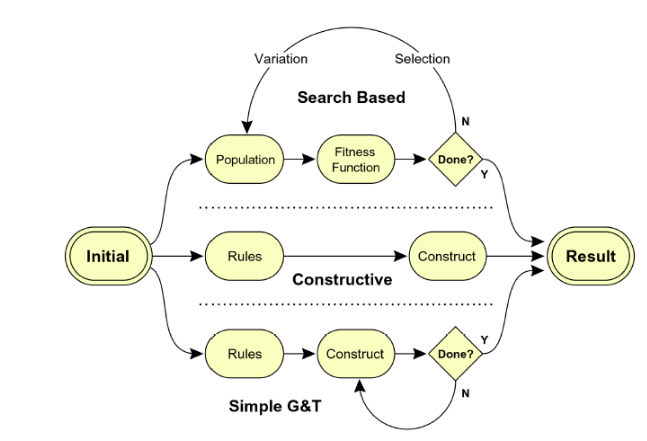 Variation
Selection
Search Based
N
Population
Fitness
Function
Done?
Y
Initial
Rules
Construct
Result
Constructive
Rules
Construct
Done?
Y
N
Simple G&T